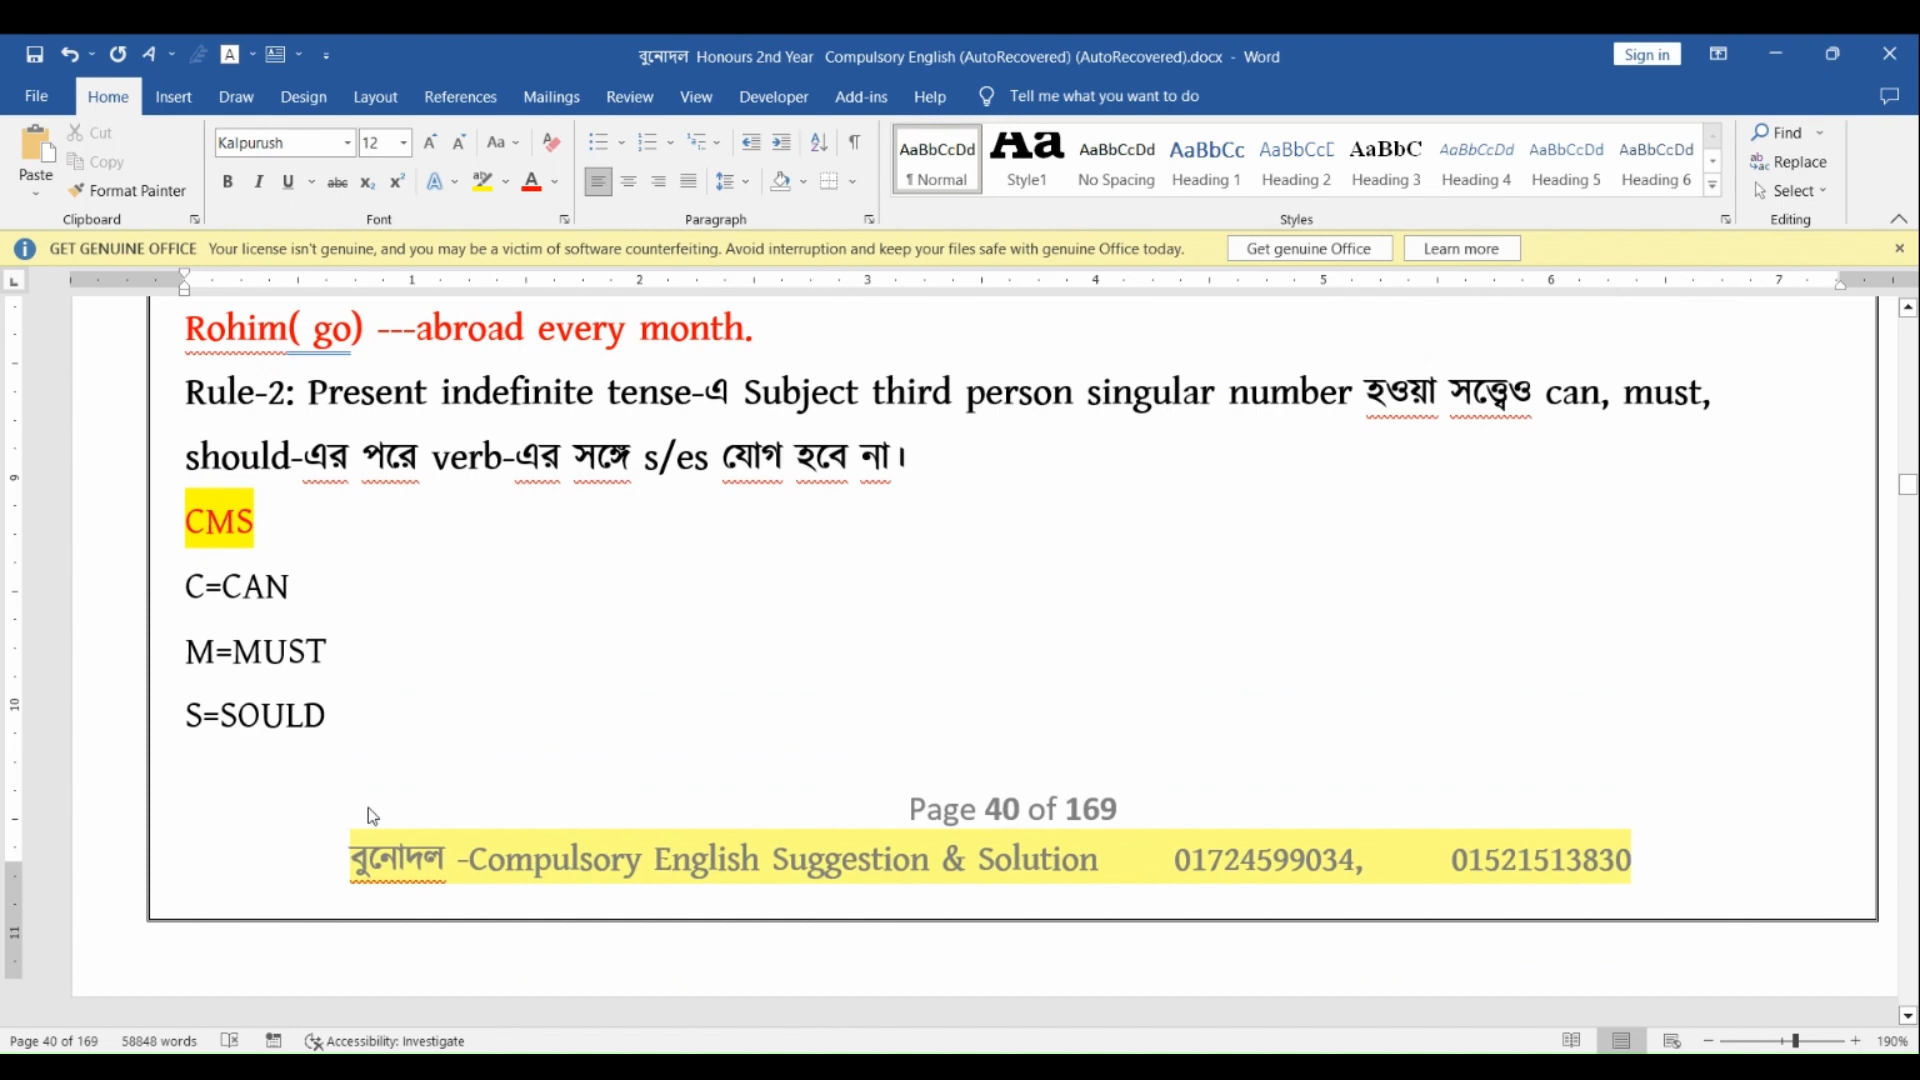 বুনোদল Honours 2nd Year Compulsory English (AutoRecovered) (AutoRecovered).docx - Word
Sign in
File Home Insert Draw Design Layout References Mailings Review View Developer Add-ins Help Tell me what you want to do
Paste
Cut
Copy
Format Painter
Clipboard
Kalpurush 12
Font
Paragraph
AaBbCcDd Aa AaBbCcDd AaBbCc AaBbCcD AaBbC AaBbCcDd AaBbCcDd AaBbCcDd
¶ Normal Style1 No Spacing Heading 1 Heading 2 Heading 3 Heading 4 Heading 5 Heading 6
Styles
Find
Replace
Select
Editing
GET GENUINE OFFICE Your license isn't genuine, and you may be a victim of software counterfeiting. Avoid interruption and keep your files safe with genuine Office today. Get genuine Office Learn more
1 2 3 4 5 6 7
Rohim( go) ---abroad every month.
Rule-2: Present indefinite tense-এ Subject third person singular number হওয়া সত্ত্বেও can, must,
should-এর পরে verb-এর সঙ্গে s/es যোগ হবে না।
CMS
C=CAN
M=MUST
S=SOULD
Page 40 of 169
বুনোদল -Compulsory English Suggestion & Solution 01724599034, 01521513830
Page 40 of 169 58848 words Accessibility: Investigate 190%